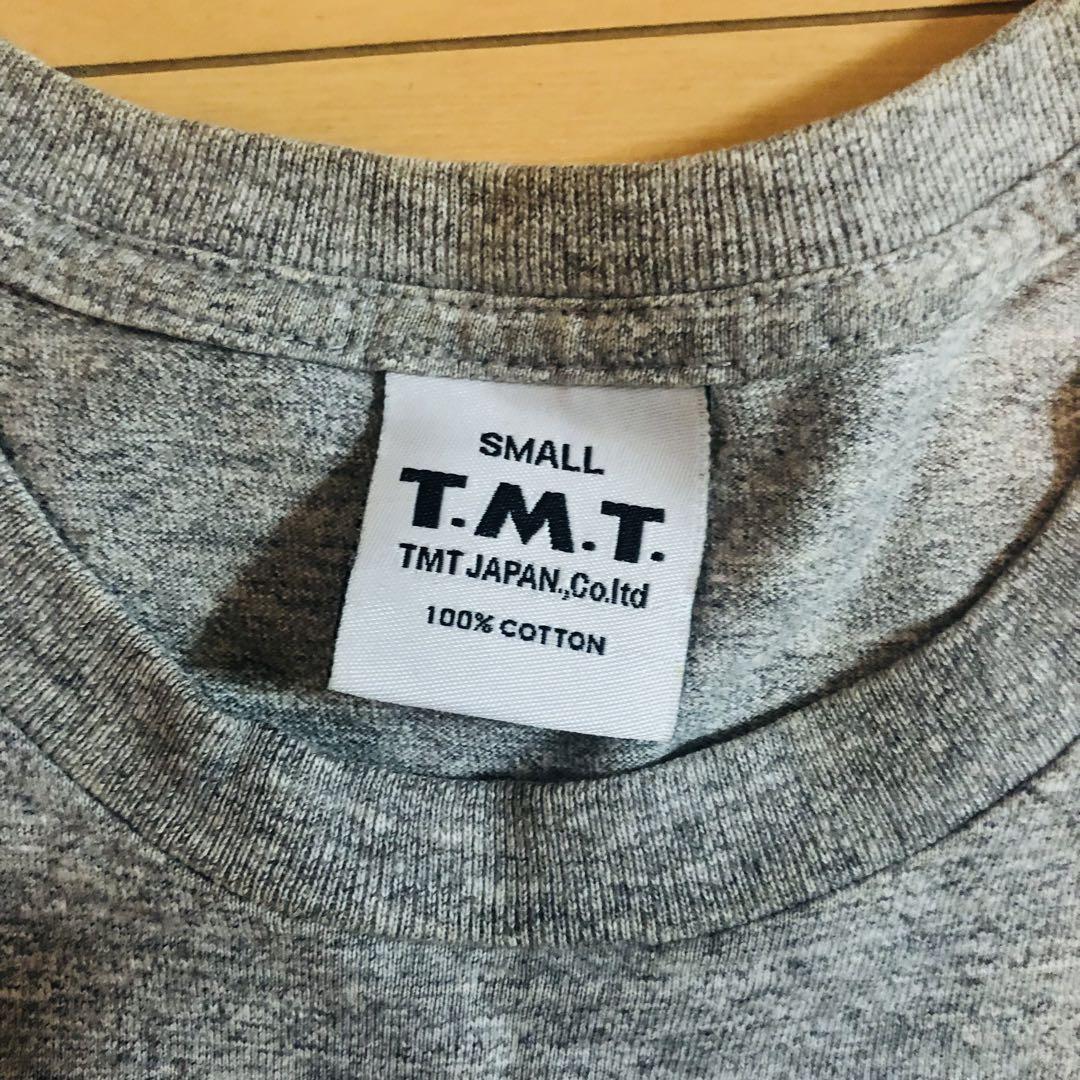 SMALL
T.M.T.
TMT JAPAN.,Co.ltd
100% COTTON